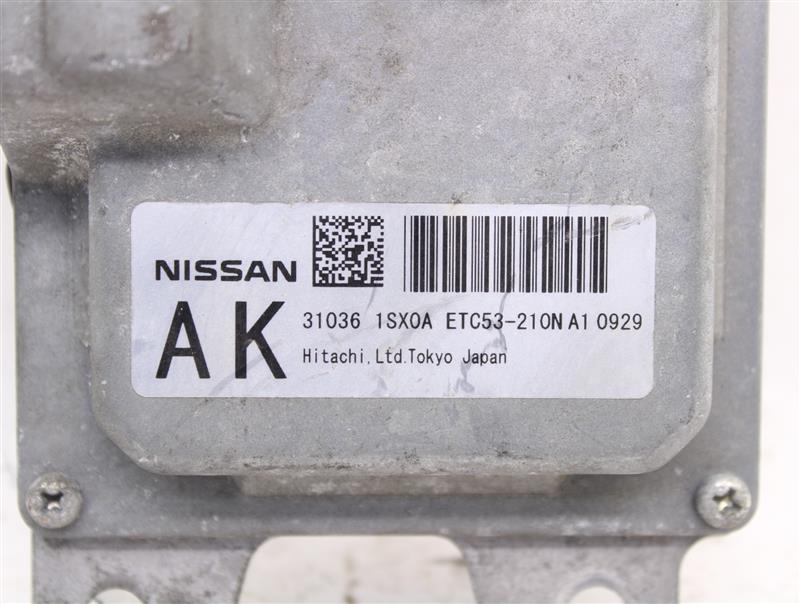 NISSAN
AK
31036 1SX0A ETC53-210N A1 0929
Hitachi,Ltd.Tokyo Japan